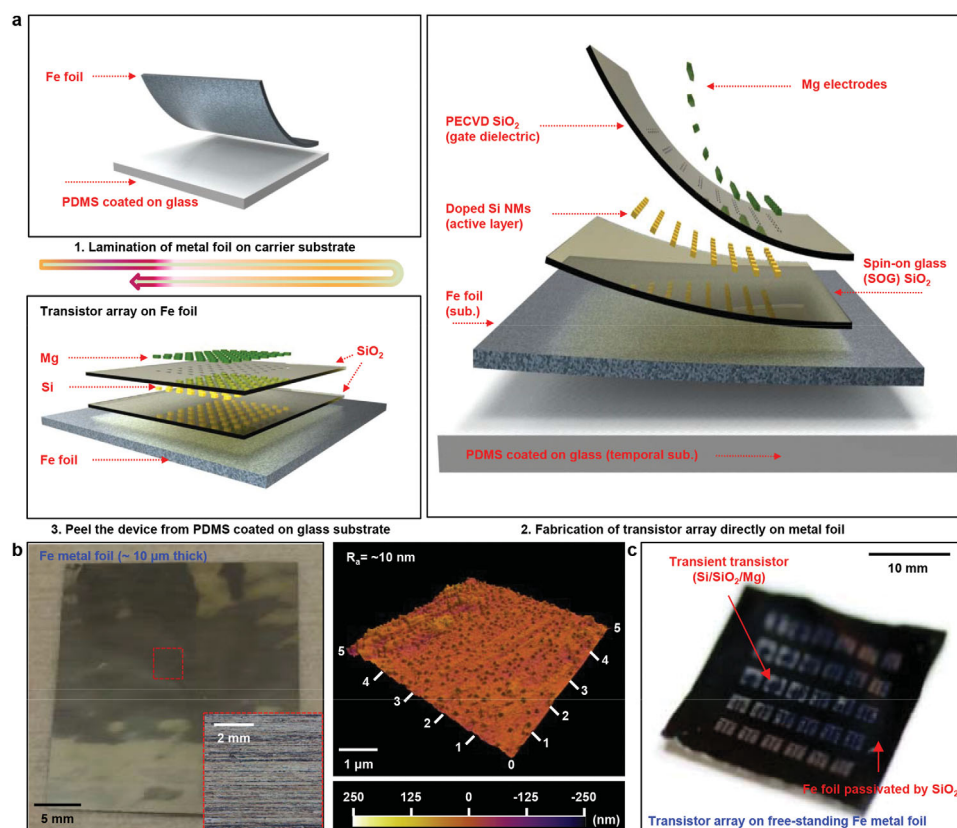 a
Fe foil
PDMS coated on glass
1. Lamination of metal foil on carrier substrate
Transistor array on Fe foil
Mg
SiO2
Si
Fe foil
3. Peel the device from PDMS coated on glass substrate
Mg electrodes
PECVD SiO2
(gate dielectric)
Doped Si NMs
(active layer)
Spin-on glass
(SOG) SiO2
Fe foil
(sub.)
PDMS coated on glass (temporal sub.)
2. Fabrication of transistor array directly on metal foil
b
Fe metal foil (~ 10 µm thick)
2 mm
5 mm
Ra= ~10 nm
5
4
3
2
1
0
1
2
3
4
5
1 µm
250 125 0 -125 -250
(nm)
c
10 mm
Transient transistor
(Si/SiO2/Mg)
Fe foil passivated by SiO2
Transistor array on free-standing Fe metal foil